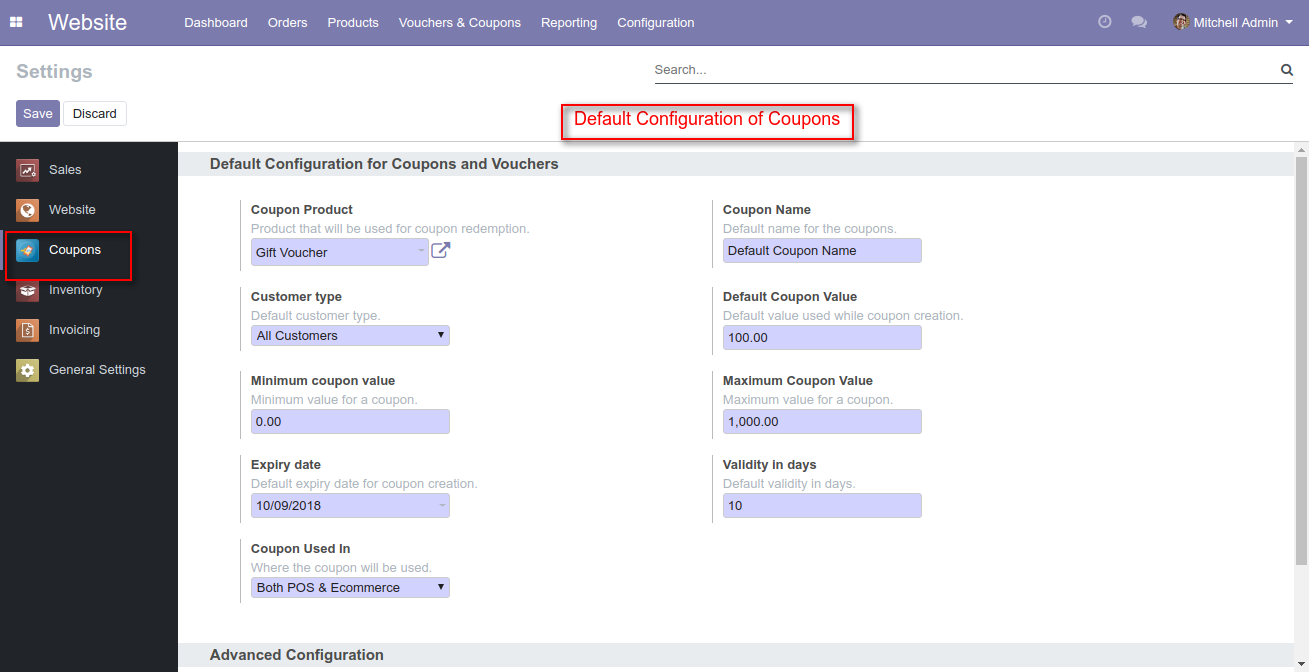 Website
Dashboard Orders Products Vouchers & Coupons Reporting Configuration
Mitchell Admin
Settings
Search...
Save Discard
Default Configuration of Coupons
Sales
Website
Coupons
Inventory
Invoicing
General Settings
Default Configuration for Coupons and Vouchers
Coupon Product
Product that will be used for coupon redemption.
Gift Voucher
Coupon Name
Default name for the coupons.
Default Coupon Name
Customer type
Default customer type.
All Customers
Default Coupon Value
Default value used while coupon creation.
100.00
Minimum coupon value
Minimum value for a coupon.
0.00
Maximum Coupon Value
Maximum value for a coupon.
1,000.00
Expiry date
Default expiry date for coupon creation.
10/09/2018
Validity in days
Default validity in days.
10
Coupon Used In
Where the coupon will be used.
Both POS & Ecommerce
Advanced Configuration